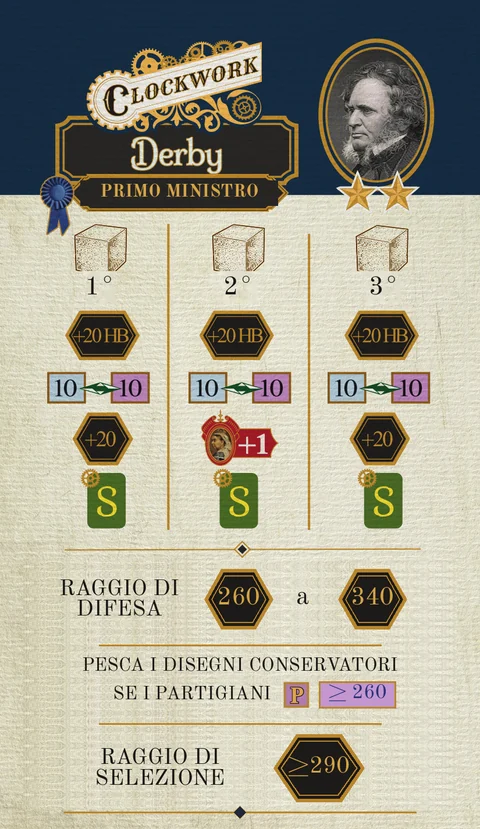 CLOCKWORK
Derby
PRIMO MINISTRO
1° 2° 3°
+20 HB +20 HB +20 HB
10 10 10 10 10 10
+20 +1 +20
S S S
RAGGIO DI
DIFESA
260 a 340
PESCA I DISEGNI CONSERVATORI
SE I PARTIGIANI P ≥ 260
RAGGIO DI
SELEZIONE
≥290